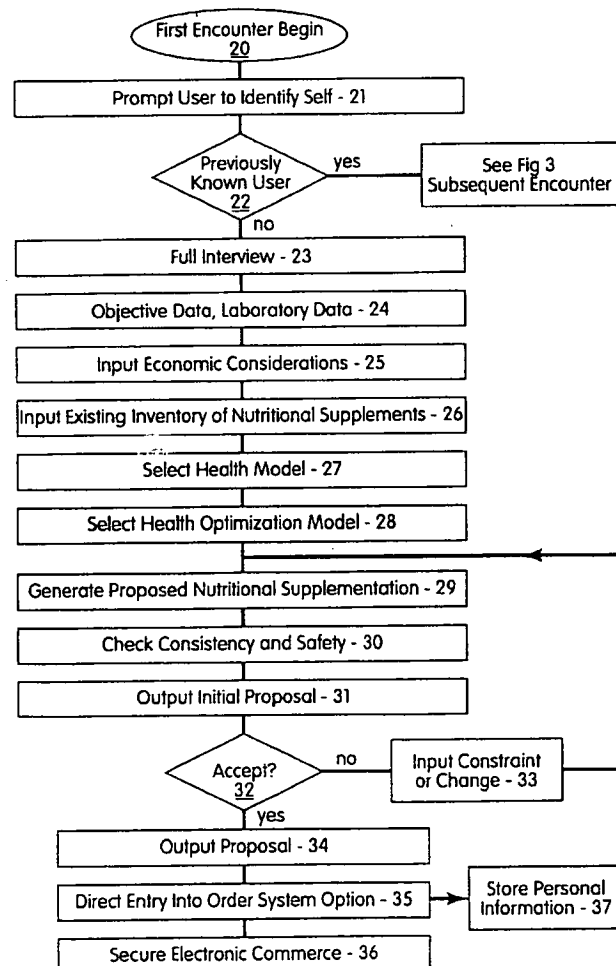 First Encounter Begin
20
Prompt User to Identify Self - 21
Previously
Known User
22
yes
See Fig 3
Subsequent Encounter
no
Full Interview - 23
Objective Data, Laboratory Data - 24
Input Economic Considerations - 25
Input Existing Inventory of Nutritional Supplements - 26
Select Health Model - 27
Select Health Optimization Model - 28
Generate Proposed Nutritional Supplementation - 29
Check Consistency and Safety - 30
Output Initial Proposal - 31
Accept?
32
no
Input Constraint
or Change - 33
yes
Output Proposal - 34
Direct Entry Into Order System Option - 35
Store Personal
Information - 37
Secure Electronic Commerce - 36